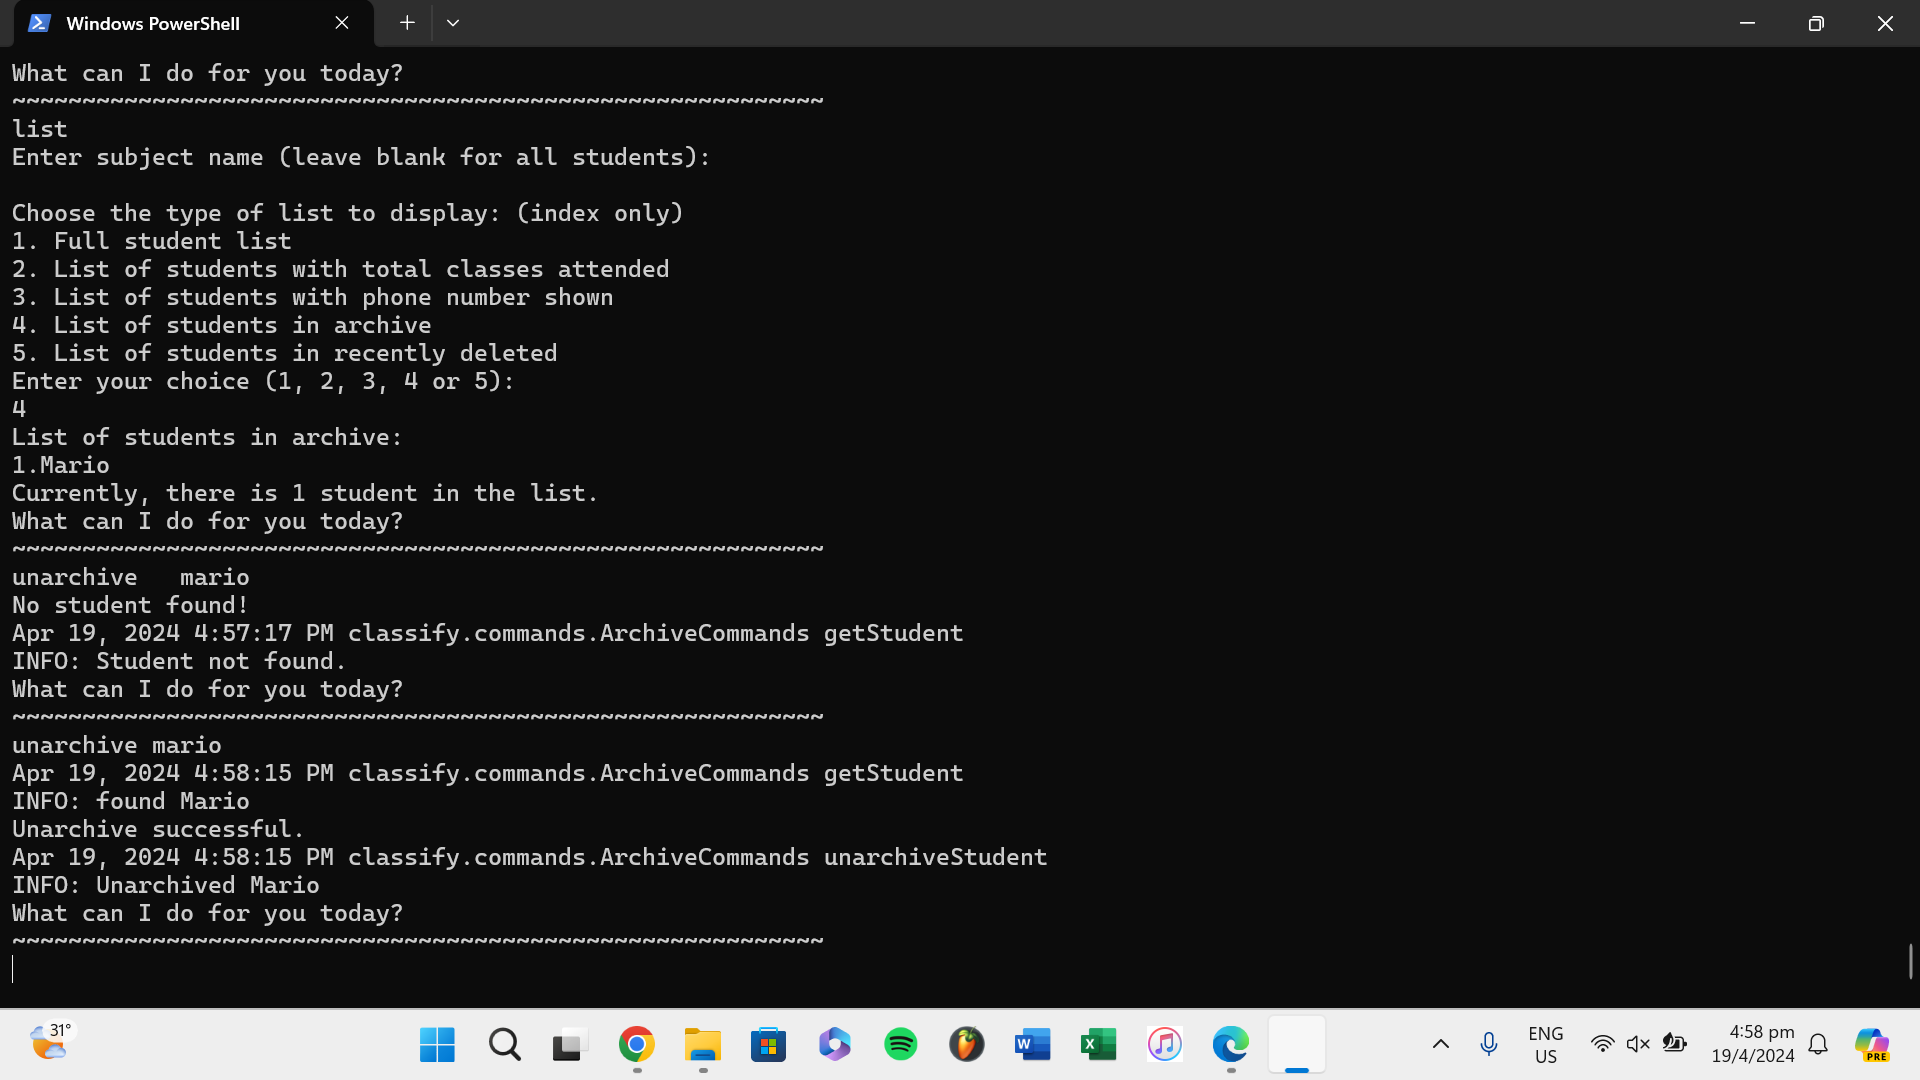 Windows PowerShell
What can I do for you today?
~~~~~~~~~~~~~~~~~~~~~~~~~~~~~~~~~~~~~~~~~~~~~~~~~~~~~~~~~~
list
Enter subject name (leave blank for all students):
Choose the type of list to display: (index only)
1. Full student list
2. List of students with total classes attended
3. List of students with phone number shown
4. List of students in archive
5. List of students in recently deleted
Enter your choice (1, 2, 3, 4 or 5):
4
List of students in archive:
1.Mario
Currently, there is 1 student in the list.
What can I do for you today?
~~~~~~~~~~~~~~~~~~~~~~~~~~~~~~~~~~~~~~~~~~~~~~~~~~~~~~~~~~
unarchive   mario
No student found!
Apr 19, 2024 4:57:17 PM classify.commands.ArchiveCommands getStudent
INFO: Student not found.
What can I do for you today?
~~~~~~~~~~~~~~~~~~~~~~~~~~~~~~~~~~~~~~~~~~~~~~~~~~~~~~~~~~
unarchive mario
Apr 19, 2024 4:58:15 PM classify.commands.ArchiveCommands getStudent
INFO: found Mario
Unarchive successful.
Apr 19, 2024 4:58:15 PM classify.commands.ArchiveCommands unarchiveStudent
INFO: Unarchived Mario
What can I do for you today?
~~~~~~~~~~~~~~~~~~~~~~~~~~~~~~~~~~~~~~~~~~~~~~~~~~~~~~~~~~
31°
W
X
ENG
US
4:58 pm
19/4/2024
PRE